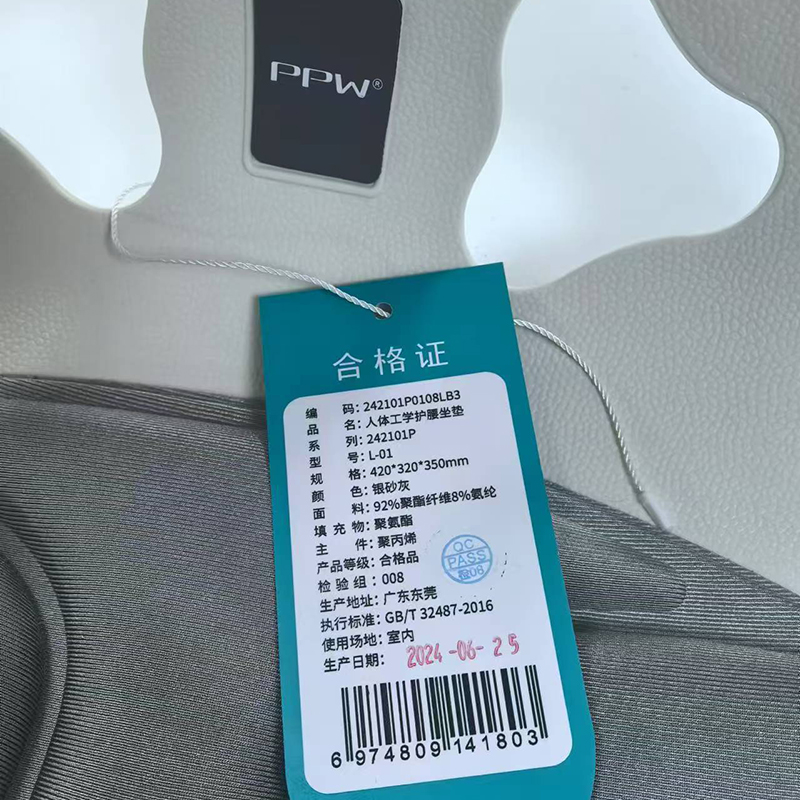 PPW®
合格证
编 码：242101P0108LB3
品 名：人体工学护腰坐垫
系 列：242101P
型 号：L-01
规 格：420*320*350mm
颜 色：银砂灰
面 料：92%聚酯纤维8%氨纶
填 充 物：聚氨酯
主 件：聚丙烯
产品等级：合格品
检 验 组：008
生产地址：广东东莞
执行标准：GB/T 32487-2016
使用场地：室内
生产日期：2024-06-25
QC
PASS
检08
6 974809 141803